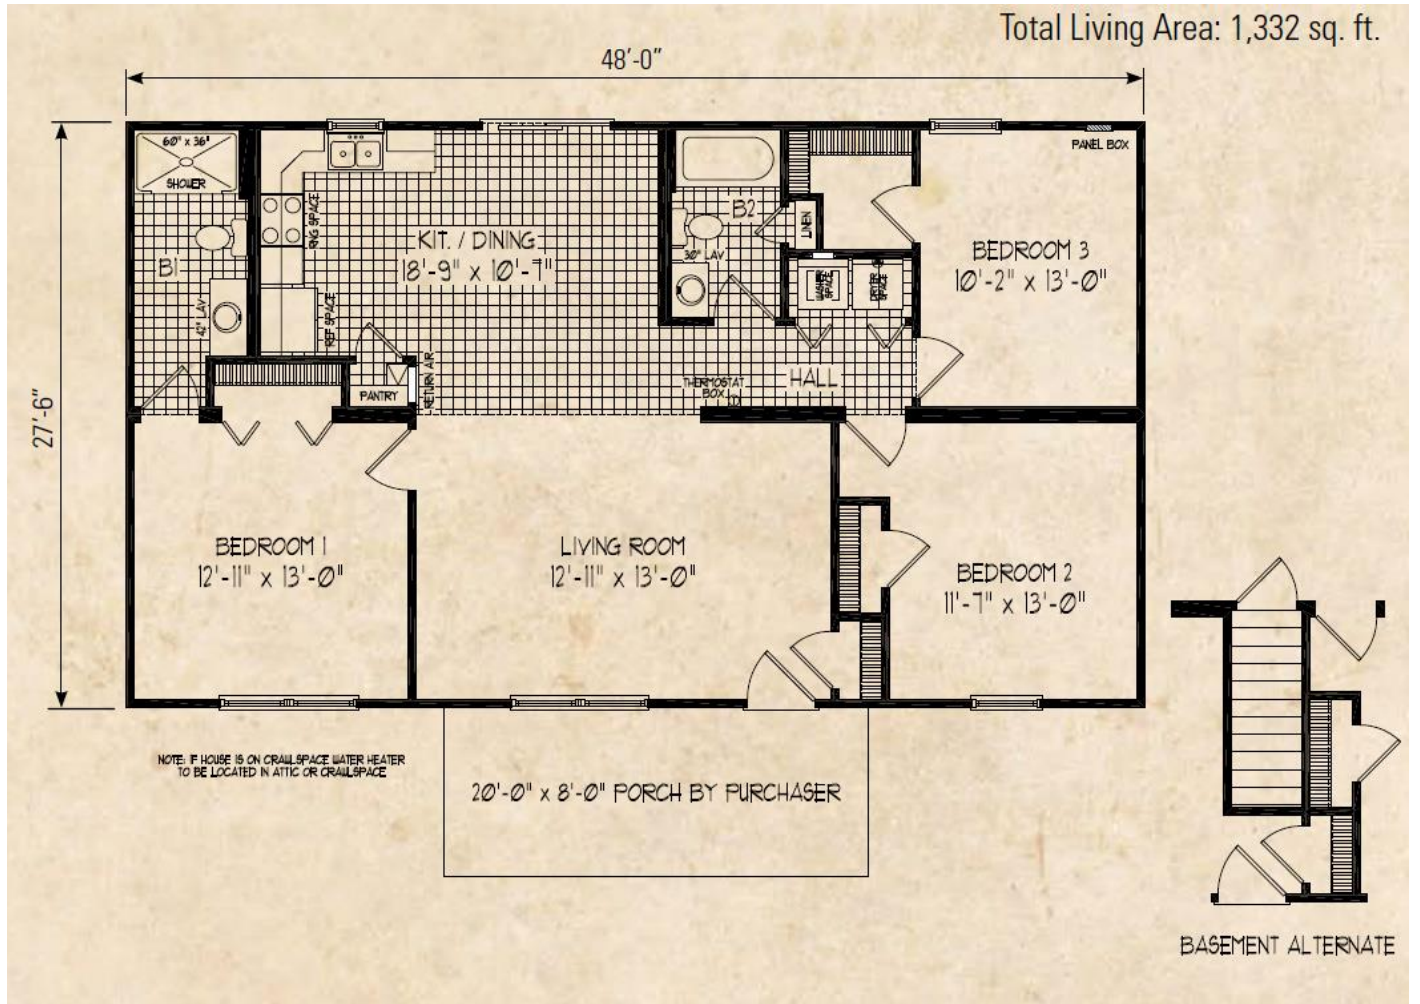 Total Living Area: 1,332 sq. ft.
48'-0"
27'-6"
60" x 36"
SHOWER
PANEL BOX
RNG SPACE
B2
LINEN
KIT. / DINING
18'-9" x 10'-7"
BEDROOM 3
10'-2" x 13'-0"
B1
30" LAV
WASHER
SPACE
DRYER
SPACE
42" LAV
REF SPACE
RETURN AIR
PANTRY
THERMOSTAT
BOX
HALL
BEDROOM 1
12'-11" x 13'-0"
LIVING ROOM
12'-11" x 13'-0"
BEDROOM 2
11'-7" x 13'-0"
NOTE: IF HOUSE IS ON CRAWLSPACE WATER HEATER
TO BE LOCATED IN ATTIC OR CRAWLSPACE
20'-0" x 8'-0" PORCH BY PURCHASER
BASEMENT ALTERNATE